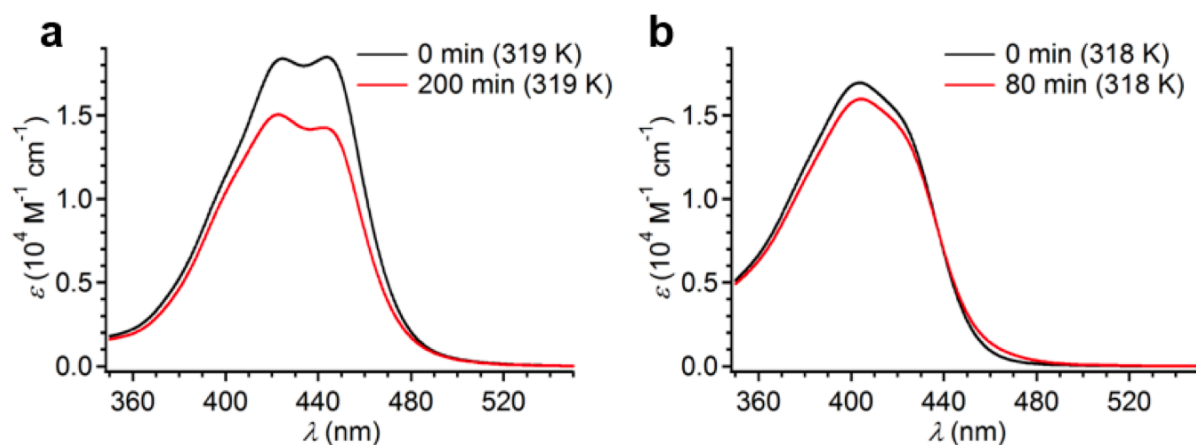 a
0 min (319 K)
200 min (319 K)
1.5
1.0
0.5
0.0
ε (10⁴ M⁻¹ cm⁻¹)
360
400
440
480
520
λ (nm)
b
0 min (318 K)
80 min (318 K)
1.5
1.0
0.5
0.0
ε (10⁴ M⁻¹ cm⁻¹)
360
400
440
480
520
λ (nm)